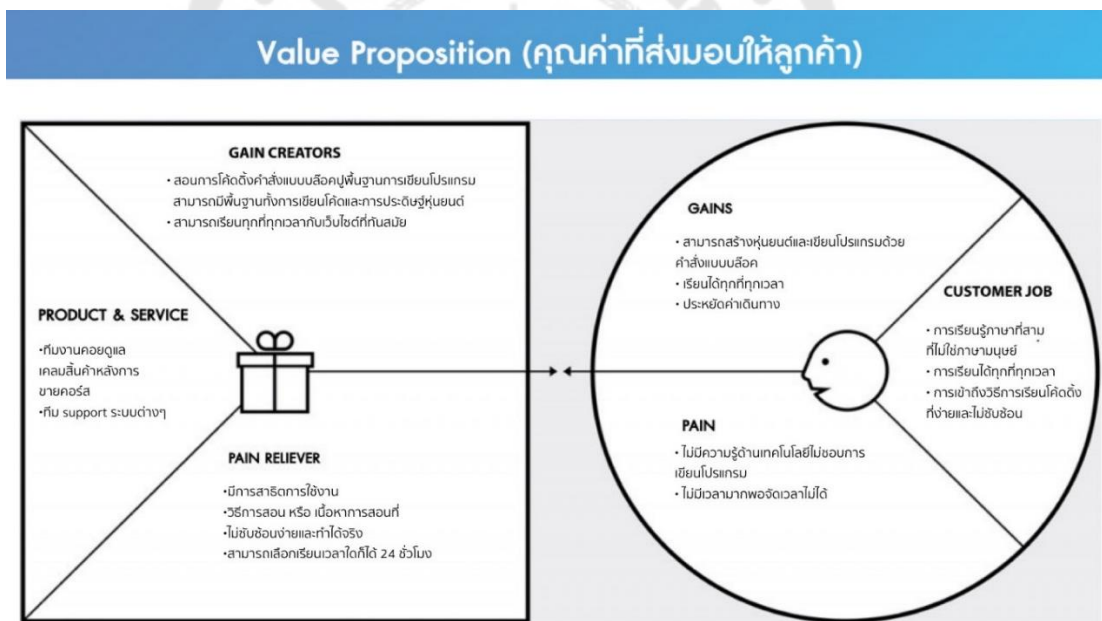 Value Proposition (คุณค่าที่ส่งมอบให้ลูกค้า)
GAIN CREATORS
• สอนการโค้ดดิ้งคำสั่งแบบบล๊อคปูพื้นฐานการเขียนโปรแกรม
สามารถมีพื้นฐานทั้งการเขียนโค้ดและการประดิษฐ์หุ่นยนต์
• สามารถเรียนทุกที่ทุกเวลากับเว็บไซต์ที่ทันสมัย
PRODUCT & SERVICE
•ทีมงานคอยดูแล
เคลมสิ้นค้าหลังการ
ขายคอร์ส
•ทีม support ระบบต่างๆ
PAIN RELIEVER
•มีการสาธิตการใช้งาน
•วิธีการสอน หรือ เนื้อหาการสอนที่
•ไม่ซับซ้อนง่ายและทำได้จริง
•สามารถเลือกเรียนเวลาใดก็ได้ 24 ชั่วโมง
GAINS
• สามารถสร้างหุ่นยนต์และเขียนโปรแกรมด้วย
คำสั่งแบบบล๊อค
• เรียนได้ทุกที่ทุกเวลา
• ประหยัดค่าเดินทาง
CUSTOMER JOB
• การเรียนรู้ภาษาที่สาม
ที่ไม่ใช่ภาษามนุษย์
• การเรียนได้ทุกที่ทุกเวลา
• การเข้าถึงวิธีการเรียนโค้ดดิ้ง
ที่ง่ายและไม่ซับซ้อน
PAIN
• ไม่มีความรู้ด้านเทคโนโลยีไม่ชอบการ
เขียนโปรแกรม
• ไม่มีเวลามากพอจัดเวลาไม่ได้